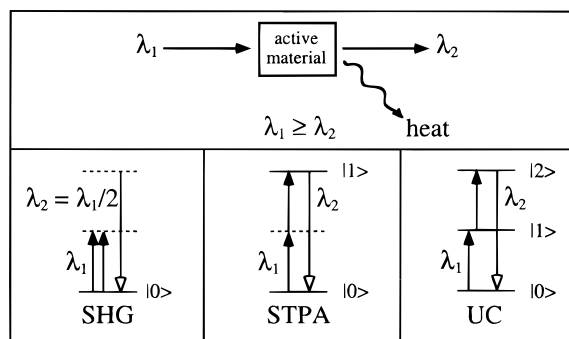 λ₁ active material λ₂
λ₁ ≥ λ₂ heat
λ₂ = λ₁/2
λ₁
|0>
SHG
|1>
λ₂
λ₁
|0>
STPA
|2>
λ₂
|1>
λ₁
|0>
UC